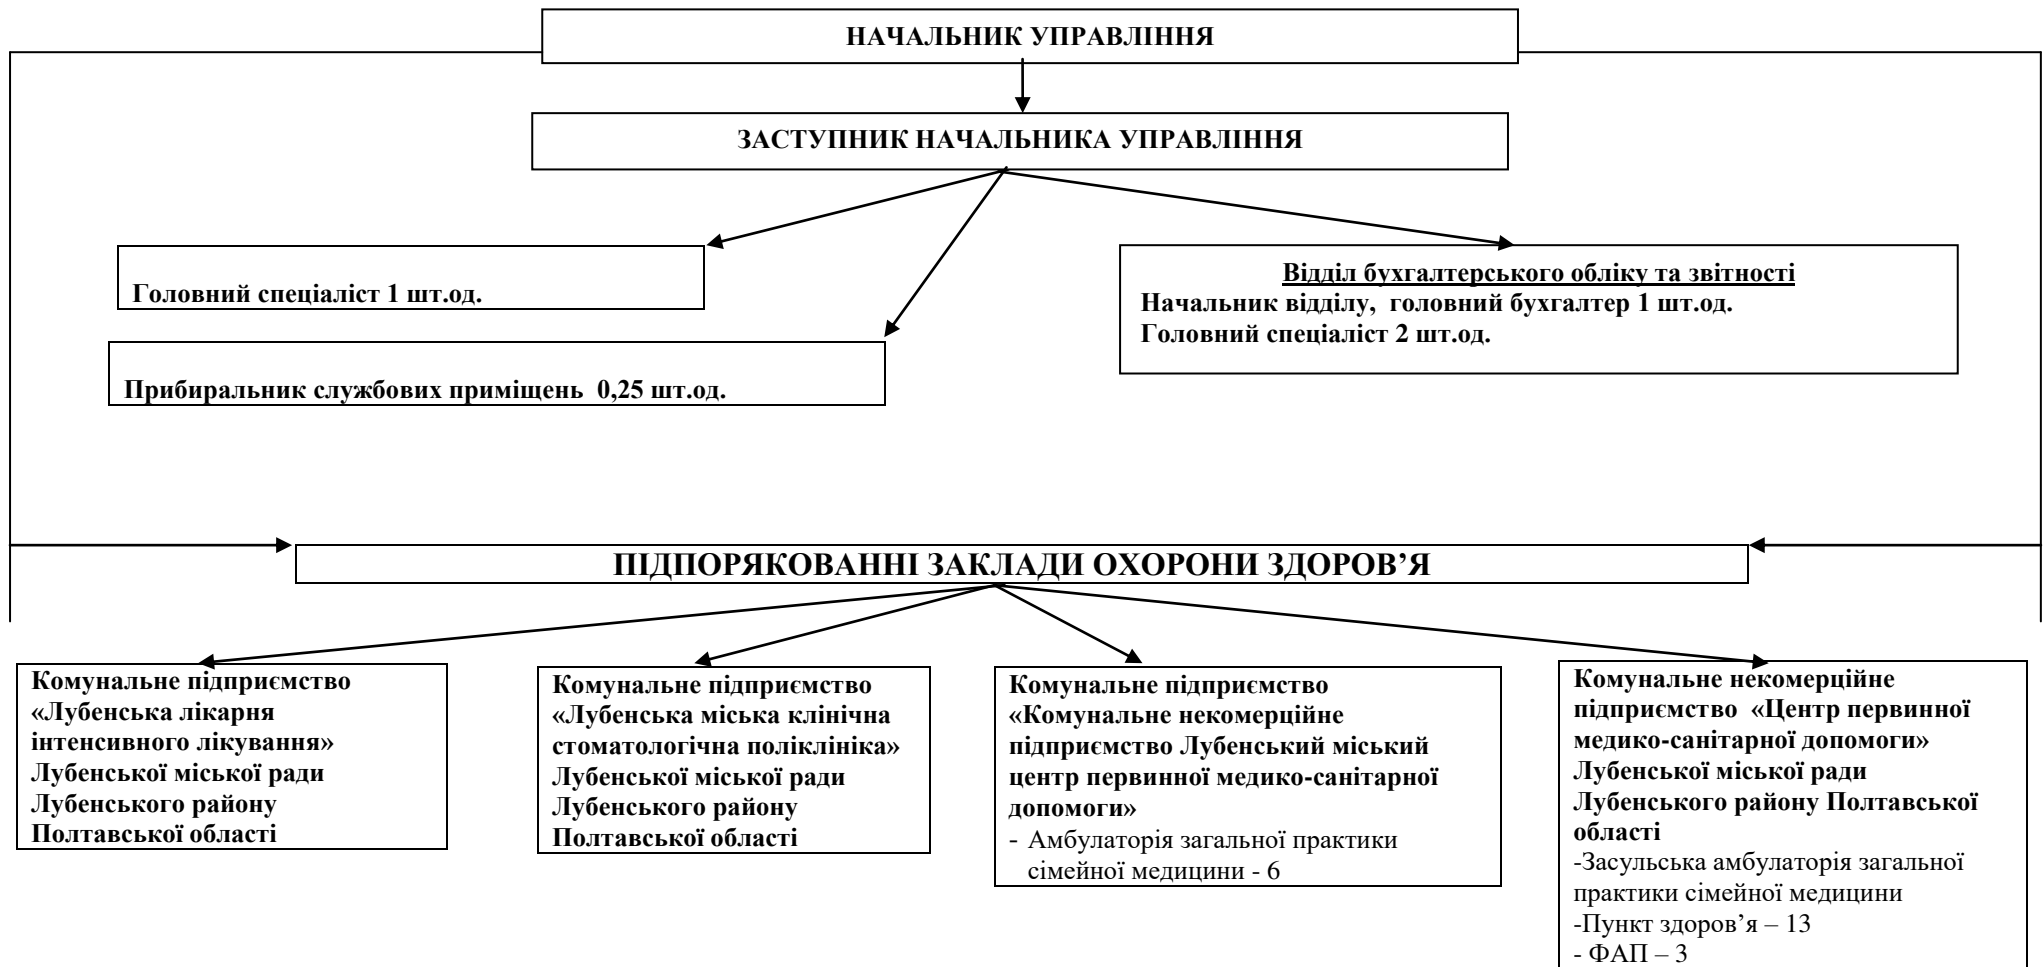 НАЧАЛЬНИК УПРАВЛІННЯ
ЗАСТУПНИК НАЧАЛЬНИКА УПРАВЛІННЯ
Головний спеціаліст 1 шт.од.
Прибиральник службових приміщень 0,25 шт.од.
Відділ бухгалтерського обліку та звітності
Начальник відділу, головний бухгалтер 1 шт.од.
Головний спеціаліст 2 шт.од.
ПІДПОРЯКОВАННІ ЗАКЛАДИ ОХОРОНИ ЗДОРОВ’Я
Комунальне підприємство
«Лубенська лікарня
інтенсивного лікування»
Лубенської міської ради
Лубенського району
Полтавської області
Комунальне підприємство
«Лубенська міська клінічна
стоматологічна поліклініка»
Лубенської міської ради
Лубенського району
Полтавської області
Комунальне підприємство
«Комунальне некомерційне
підприємство Лубенський міський
центр первинної медико-санітарної
допомоги»
- Амбулаторія загальної практики
сімейної медицини - 6
Комунальне некомерційне
підприємство «Центр первинної
медико-санітарної допомоги»
Лубенської міської ради
Лубенського району Полтавської
області
-Засульська амбулаторія загальної
практики сімейної медицини
-Пункт здоров’я – 13
- ФАП – 3